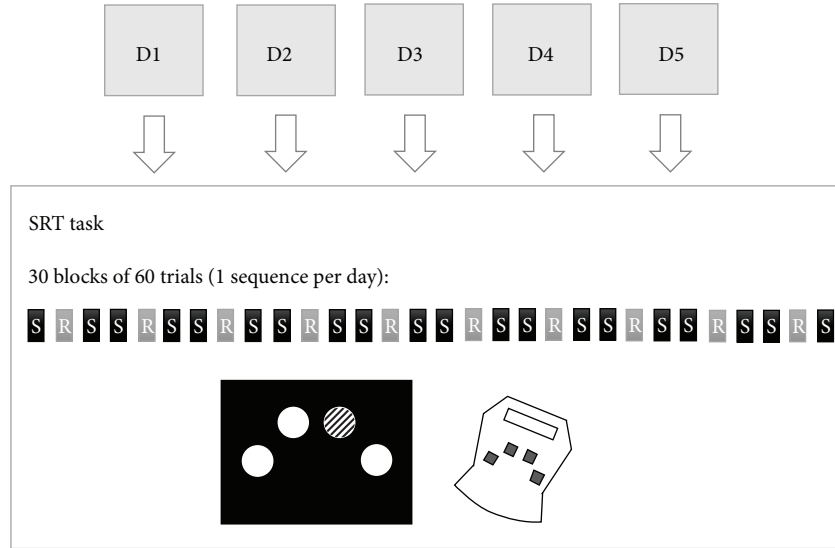 D1 D2 D3 D4 D5
SRT task
30 blocks of 60 trials (1 sequence per day):
S R S S R S S R S S R S S R S S R S S R S S R S S R S S R S